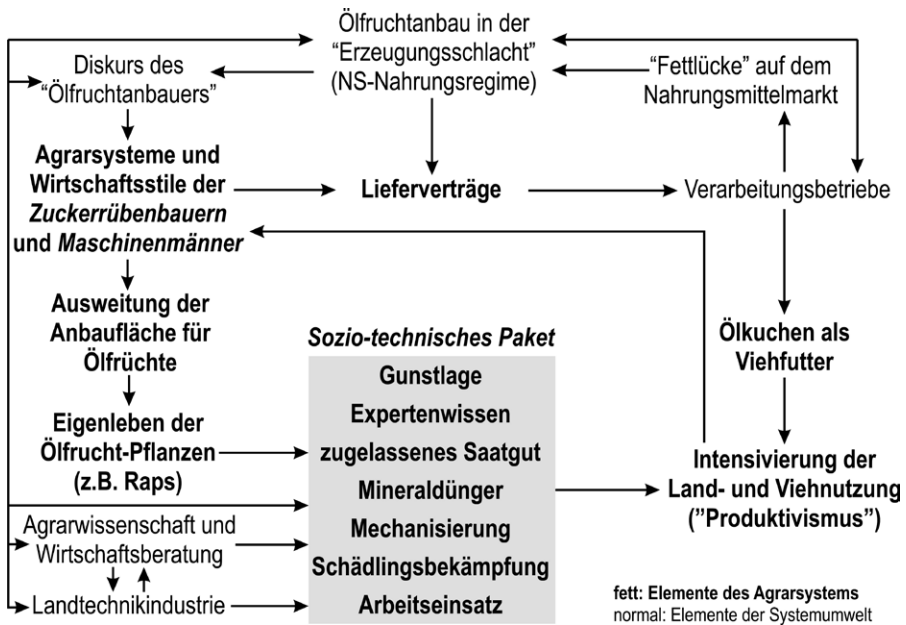 Ölfruchtanbau in der
“Erzeugungsschlacht”
(NS-Nahrungsregime)
Diskurs des
“Ölfruchtanbauers”
“Fettlücke” auf dem
Nahrungsmittelmarkt
Agrarsysteme und
Wirtschaftsstile der
Zuckerrübenbauern
und Maschinenmänner
Lieferverträge
Verarbeitungsbetriebe
Ausweitung der
Anbaufläche für
Ölfrüchte
Ölkuchen als
Viehfutter
Eigenleben der
Ölfrucht-Pflanzen
(z.B. Raps)
Sozio-technisches Paket
Gunstlage
Expertenwissen
zugelassenes Saatgut
Mineraldünger
Mechanisierung
Schädlingsbekämpfung
Arbeitseinsatz
Intensivierung der
Land- und Viehnutzung
(”Produktivismus”)
Agrarwissenschaft und
Wirtschaftsberatung
Landtechnikindustrie
fett: Elemente des Agrarsystems
normal: Elemente der Systemumwelt